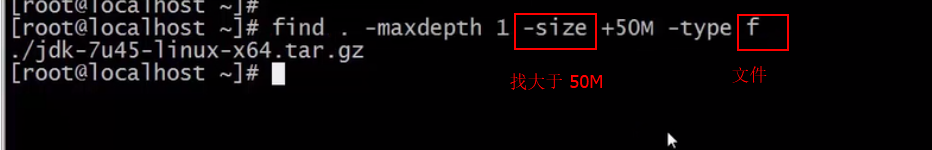 [root@localhost ~]#
[root@localhost ~]# find . -maxdepth 1 -size +50M -type f
./jdk-7u45-linux-x64.tar.gz
[root@localhost ~]#
找大于 50M
文件